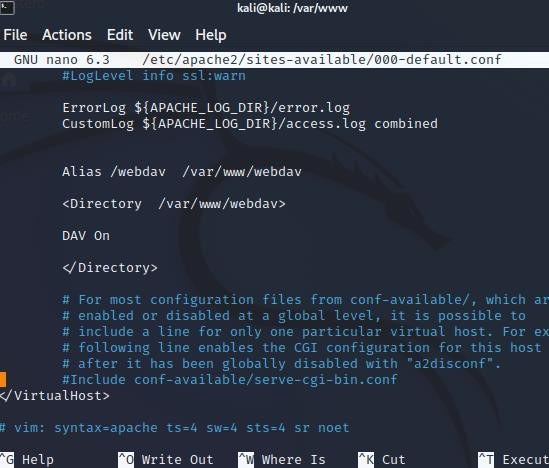 kali@kali: /var/www
File Actions Edit View Help
GNU nano 6.3 /etc/apache2/sites-available/000-default.conf
#LogLevel info ssl:warn
ErrorLog ${APACHE_LOG_DIR}/error.log
CustomLog ${APACHE_LOG_DIR}/access.log combined
Alias /webdav /var/www/webdav
<Directory /var/www/webdav>
DAV On
</Directory>
# For most configuration files from conf-available/, which ar
# enabled or disabled at a global level, it is possible to
# include a line for only one particular virtual host. For ex
# following line enables the CGI configuration for this host
# after it has been globally disabled with "a2disconf".
#Include conf-available/serve-cgi-bin.conf
</VirtualHost>
# vim: syntax=apache ts=4 sw=4 sts=4 sr noet
^G Help ^O Write Out ^W Where Is ^K Cut ^T Execut